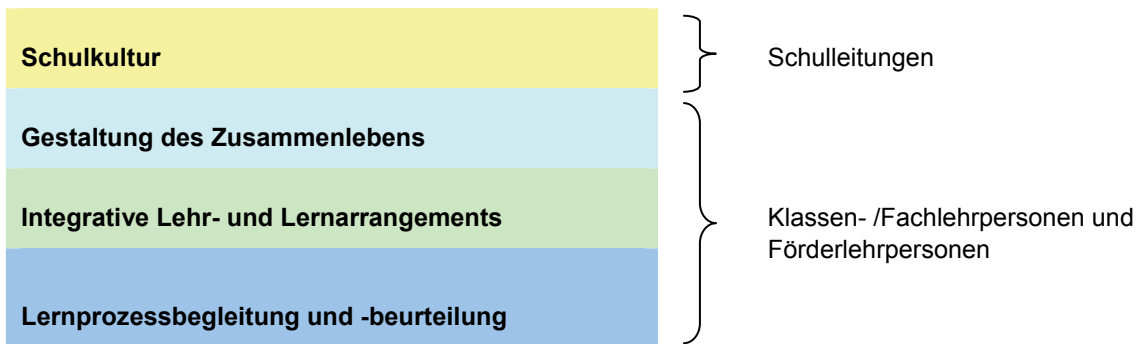 Schulkultur
Schulleitungen
Gestaltung des Zusammenlebens
Integrative Lehr- und Lernarrangements
Klassen- /Fachlehrpersonen und
Förderlehrpersonen
Lernprozessbegleitung und -beurteilung